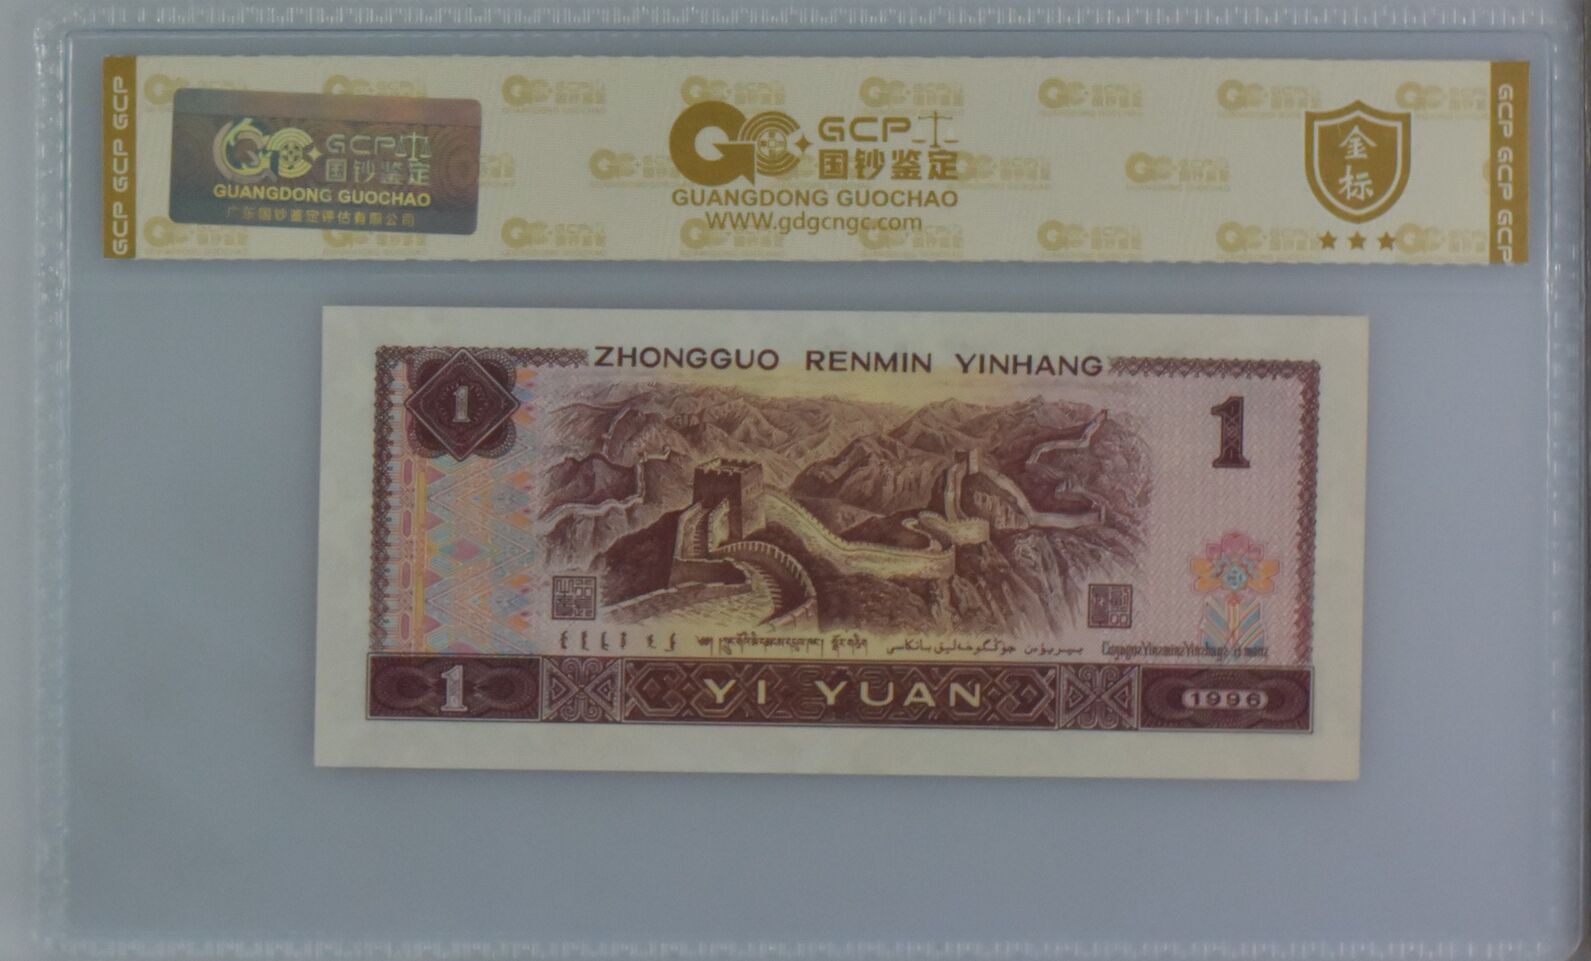 GCP GCP GCP
GCP
国钞鉴定
GUANGDONG GUOCHAO
广东国钞鉴定评估有限公司
GCP
国钞鉴定
GUANGDONG GUOCHAO
WWW.gdgcngc.com
金标
GCP GCP GCP
ZHONGGUO RENMIN YINHANG
1
1
1
YI YUAN
1996